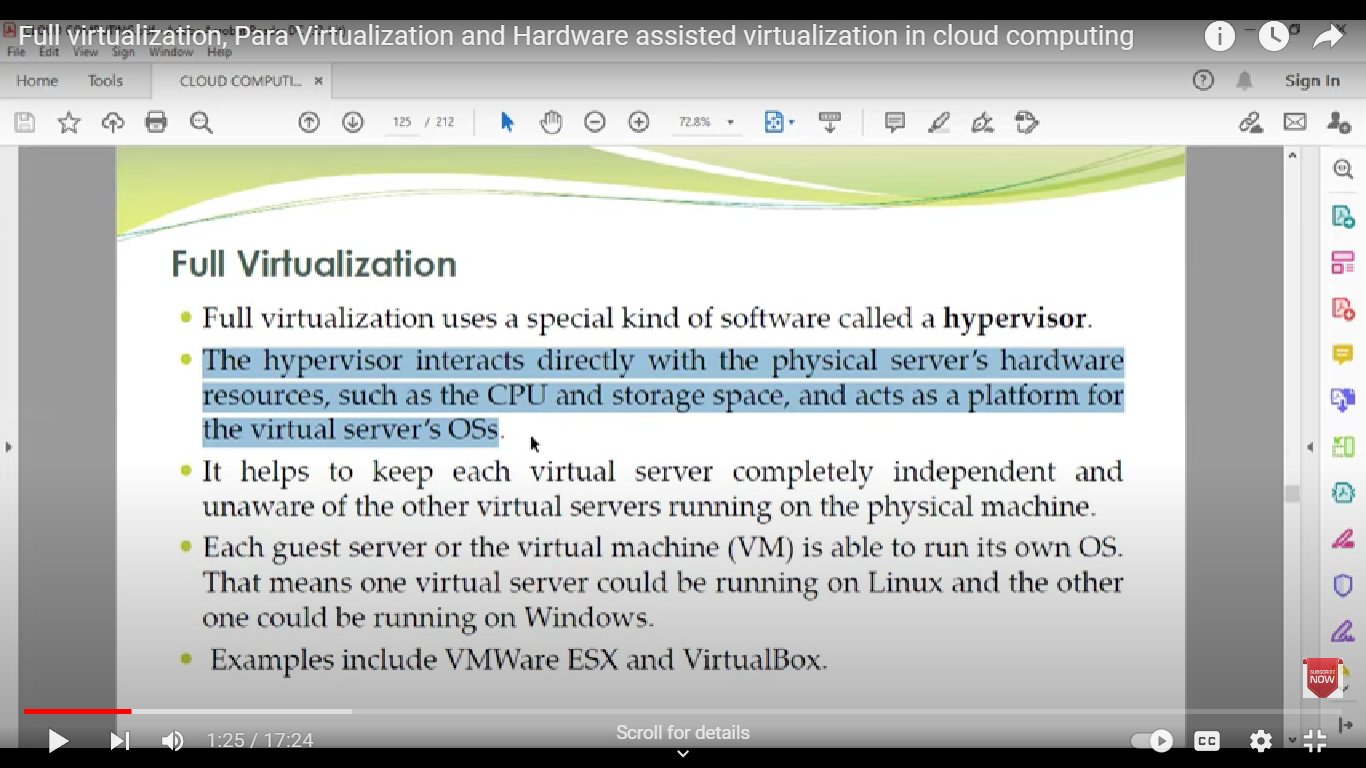 Full virtualization, Para Virtualization and Hardware assisted virtualization in cloud computing
File Edit View Sign Window Help
Home Tools CLOUD COMPUTI... × Sign In
125 / 212 72.8%
Full Virtualization
Full virtualization uses a special kind of software called a hypervisor.
The hypervisor interacts directly with the physical server's hardware
resources, such as the CPU and storage space, and acts as a platform for
the virtual server's OSs.
It helps to keep each virtual server completely independent and
unaware of the other virtual servers running on the physical machine.
Each guest server or the virtual machine (VM) is able to run its own OS.
That means one virtual server could be running on Linux and the other
one could be running on Windows.
Examples include VMWare ESX and VirtualBox.
SUBSCRIBE
NOW
1:25 / 17:24
Scroll for details
CC